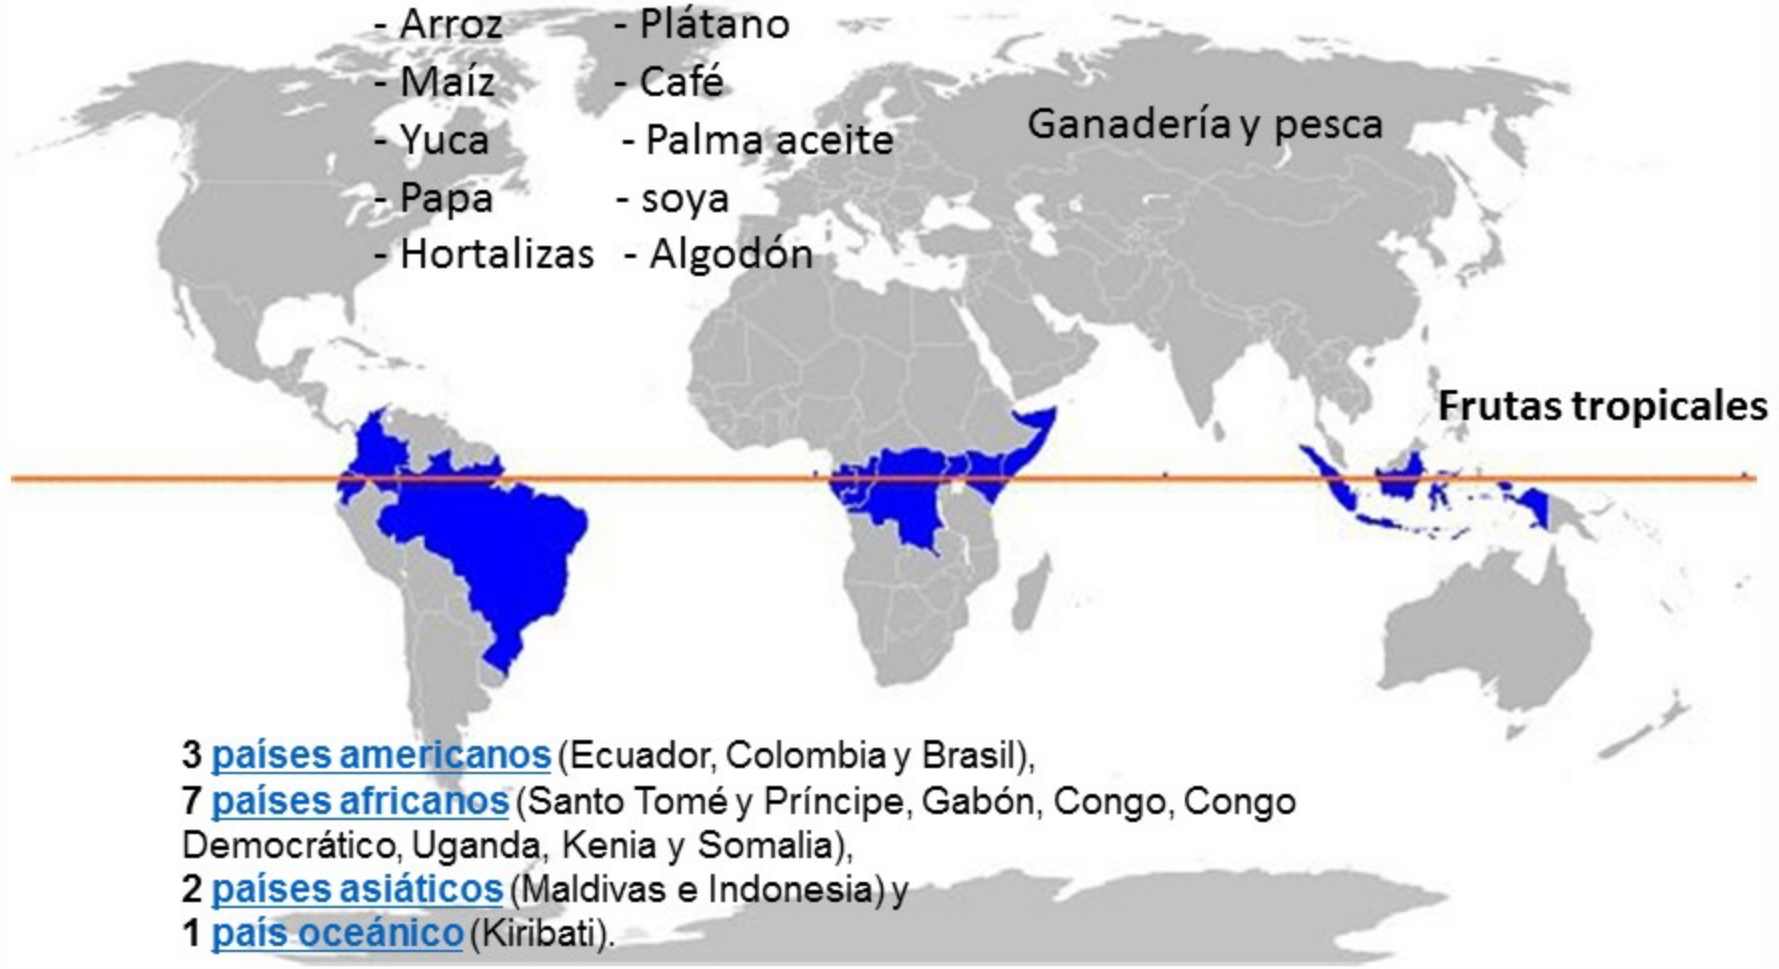 - Arroz - Plátano
- Maíz - Café
- Yuca - Palma aceite
- Papa - soya
- Hortalizas - Algodón
Ganadería y pesca
Frutas tropicales
3 países americanos (Ecuador, Colombia y Brasil),
7 países africanos (Santo Tomé y Príncipe, Gabón, Congo, Congo
Democrático, Uganda, Kenia y Somalia),
2 países asiáticos (Maldivas e Indonesia) y
1 país oceánico (Kiribati).